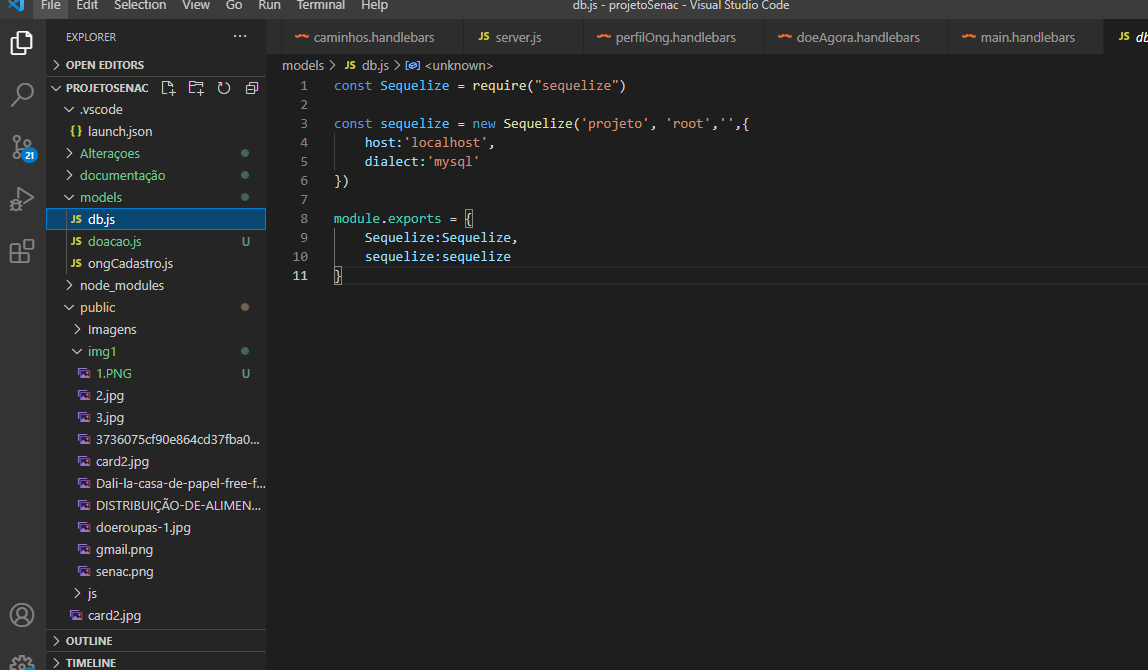 File Edit Selection View Go Run Terminal Help db.js - projetoSenac - Visual Studio Code
EXPLORER ...
caminhos.handlebars JS server.js perfilOng.handlebars doeAgora.handlebars main.handlebars JS
OPEN EDITORS
models > JS db.js > <unknown>
PROJETOSENAC
.vscode
{} launch.json
Alteraçoes
documentação
models
JS db.js
JS doacao.js U
JS ongCadastro.js
node_modules
public
Imagens
img1
1.PNG U
2.jpg
3.jpg
3736075cf90e864cd37fba0...
card2.jpg
Dali-la-casa-de-papel-free-f...
DISTRIBUIÇÃO-DE-ALIMEN...
doeroupas-1.jpg
gmail.png
senac.png
js
card2.jpg
OUTLINE
TIMELINE
21
1 const Sequelize = require("sequelize")
2
3 const sequelize = new Sequelize('projeto', 'root','',{
4 host:'localhost',
5 dialect:'mysql'
6 })
7
8 module.exports = {
9 Sequelize:Sequelize,
10 sequelize:sequelize
11 }